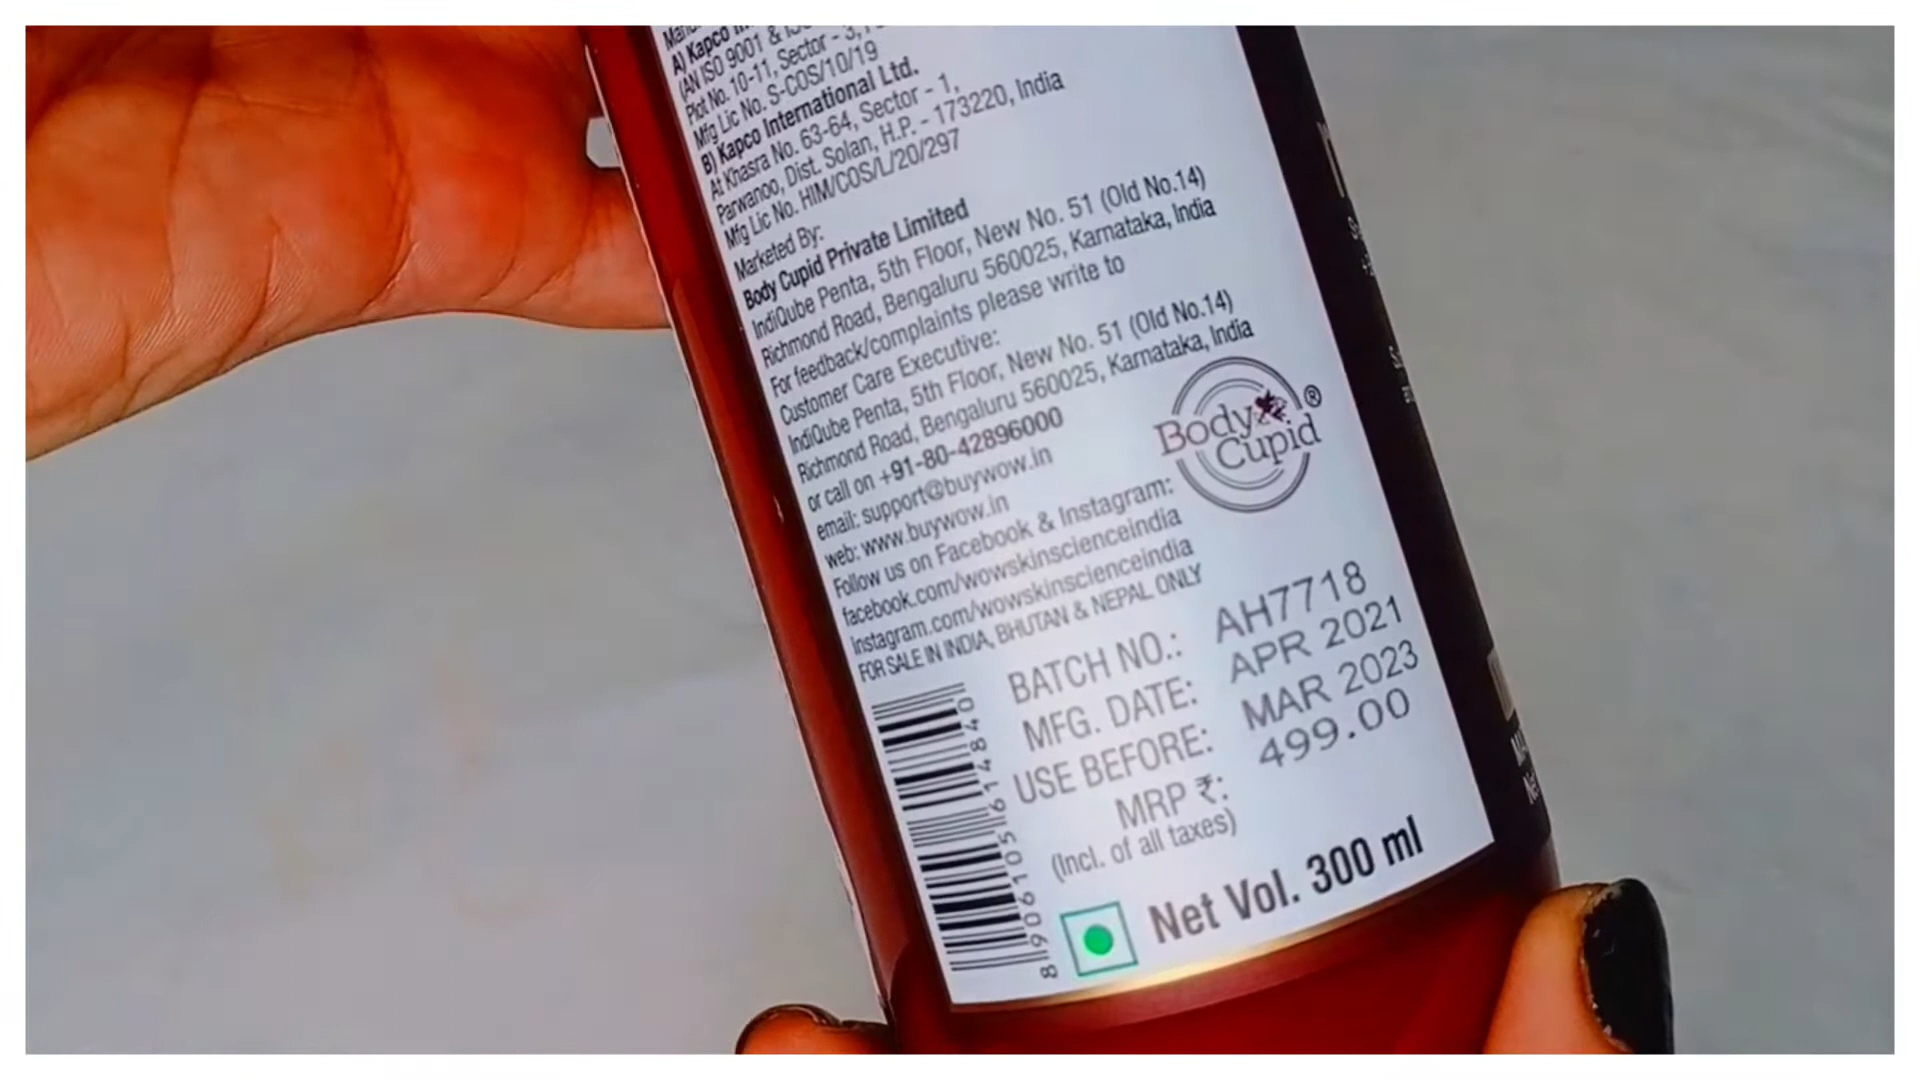 A) Kapco
(AN ISO 9001 &
Plot No. 10-11, Sector - 3,
Mfg Lic No. S-COS/10/19
B) Kapco International Ltd.
At Khasra No. 63-64, Sector - 1,
Parwanoo, Dist. Solan, H.P. - 173220, India
Mfg Lic No. HIM/COS/L/20/297
Marketed By:
Body Cupid Private Limited
IndiQube Penta, 5th Floor, New No. 51 (Old No.14)
Richmond Road, Bengaluru 560025, Karnataka, India
For feedback/complaints please write to
Customer Care Executive:
IndiQube Penta, 5th Floor, New No. 51 (Old No.14)
Richmond Road, Bengaluru 560025, Karnataka, India
or call on +91-80-42896000
email: support@buywow.in
web: www.buywow.in
Follow us on Facebook & Instagram:
facebook.com/wowskinscienceindia
instagram.com/wowskinscienceindia
FOR SALE IN INDIA, BHUTAN & NEPAL ONLY
Body Cupid ®
BATCH NO.: AH7718
MFG. DATE: APR 2021
USE BEFORE: MAR 2023
MRP ₹: 499.00
(Incl. of all taxes)
8 906105 614840
Net Vol. 300 ml